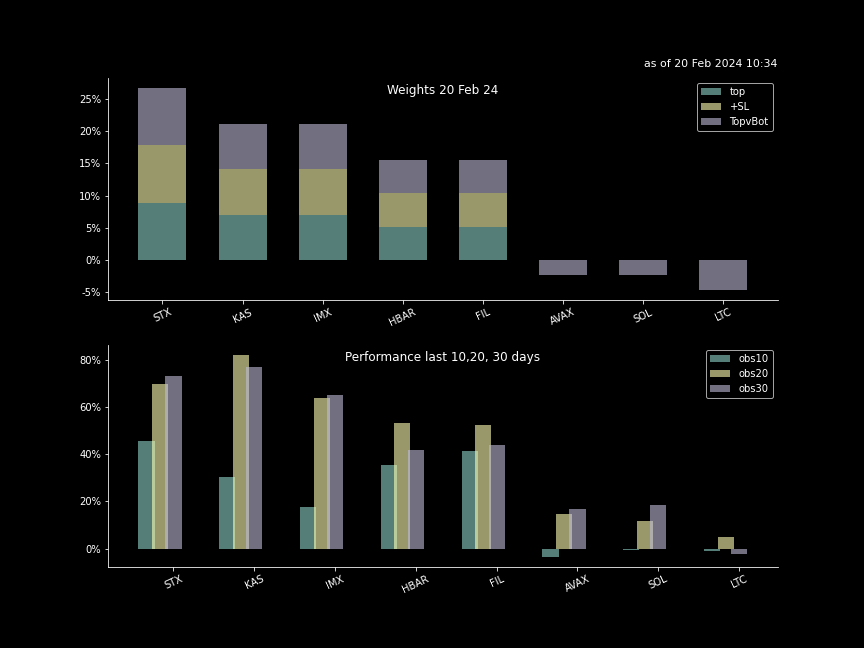 as of 20 Feb 2024 10:34
Weights 20 Feb 24
top
+SL
TopvBot
25%
20%
15%
10%
5%
0%
-5%
STX KAS IMX HBAR FIL AVAX SOL LTC
Performance last 10,20, 30 days
obs10
obs20
obs30
80%
60%
40%
20%
0%
STX KAS IMX HBAR FIL AVAX SOL LTC